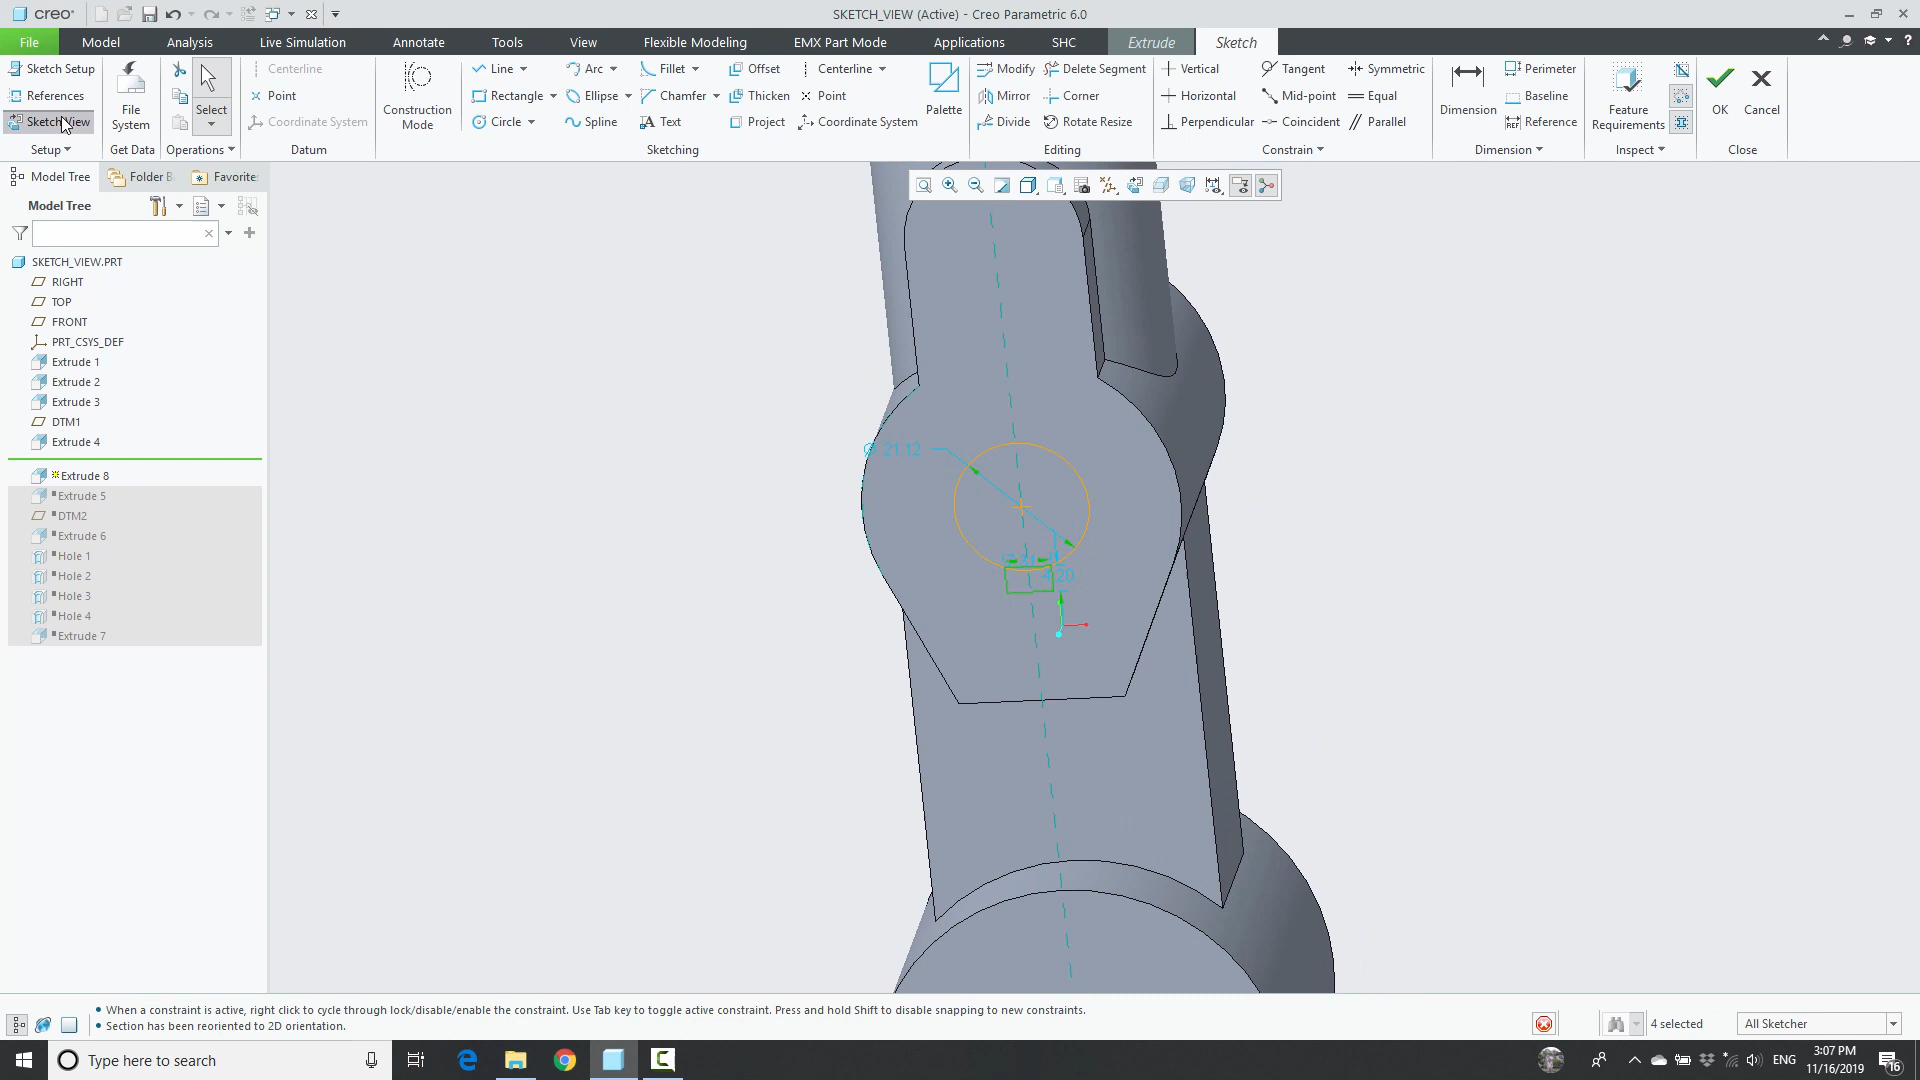 creo
SKETCH_VIEW (Active) - Creo Parametric 6.0
File Model Analysis Live Simulation Annotate Tools View Flexible Modeling EMX Part Mode Applications SHC Extrude Sketch
Sketch Setup
References
Sketch View
Setup
File System
Get Data
Select
Operations
Centerline
Point
Coordinate System
Datum
Construction Mode
Line
Rectangle
Circle
Arc
Ellipse
Spline
Fillet
Chamfer
Text
Offset
Thicken
Project
Centerline
Point
Coordinate System
Palette
Sketching
Modify
Mirror
Divide
Delete Segment
Corner
Rotate Resize
Editing
Vertical
Horizontal
Perpendicular
Tangent
Mid-point
Coincident
Symmetric
Equal
Parallel
Constrain
Dimension
Perimeter
Baseline
Reference
Dimension
Feature Requirements
Inspect
OK
Cancel
Close
Model Tree
Folder B
Favorite
Model Tree
SKETCH_VIEW.PRT
RIGHT
TOP
FRONT
PRT_CSYS_DEF
Extrude 1
Extrude 2
Extrude 3
DTM1
Extrude 4
Extrude 8
Extrude 5
DTM2
Extrude 6
Hole 1
Hole 2
Hole 3
Hole 4
Extrude 7
21.12
4.20
When a constraint is active, right click to cycle through lock/disable/enable the constraint. Use Tab key to toggle active constraint. Press and hold Shift to disable snapping to new constraints.
Section has been reoriented to 2D orientation.
4 selected
All Sketcher
Type here to search
ENG
3:07 PM
11/16/2019
16